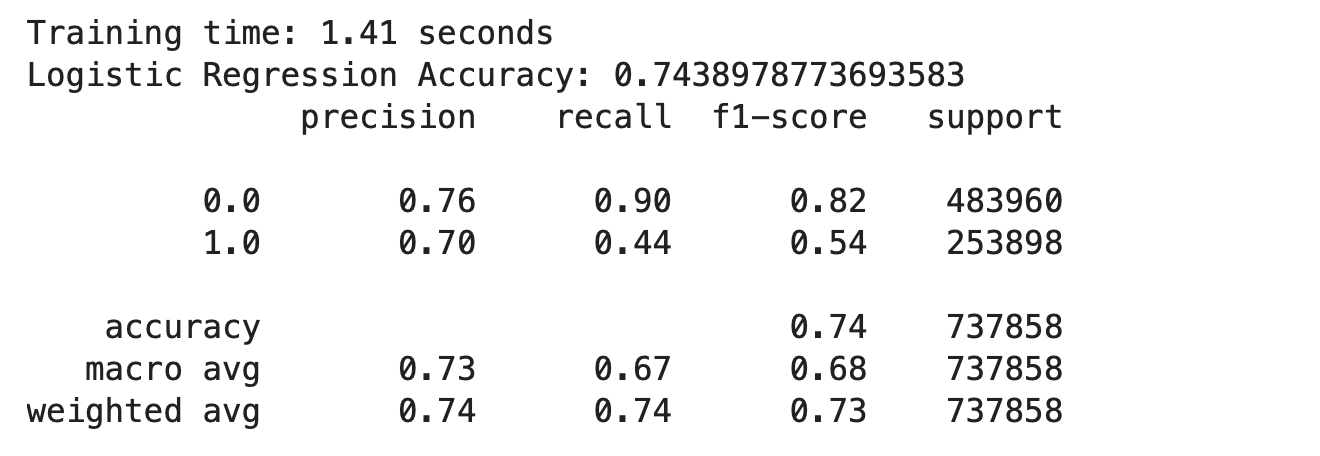 Training time: 1.41 seconds
Logistic Regression Accuracy: 0.7438978773693583
precision recall f1-score support
0.0 0.76 0.90 0.82 483960
1.0 0.70 0.44 0.54 253898
accuracy 0.74 737858
macro avg 0.73 0.67 0.68 737858
weighted avg 0.74 0.74 0.73 737858